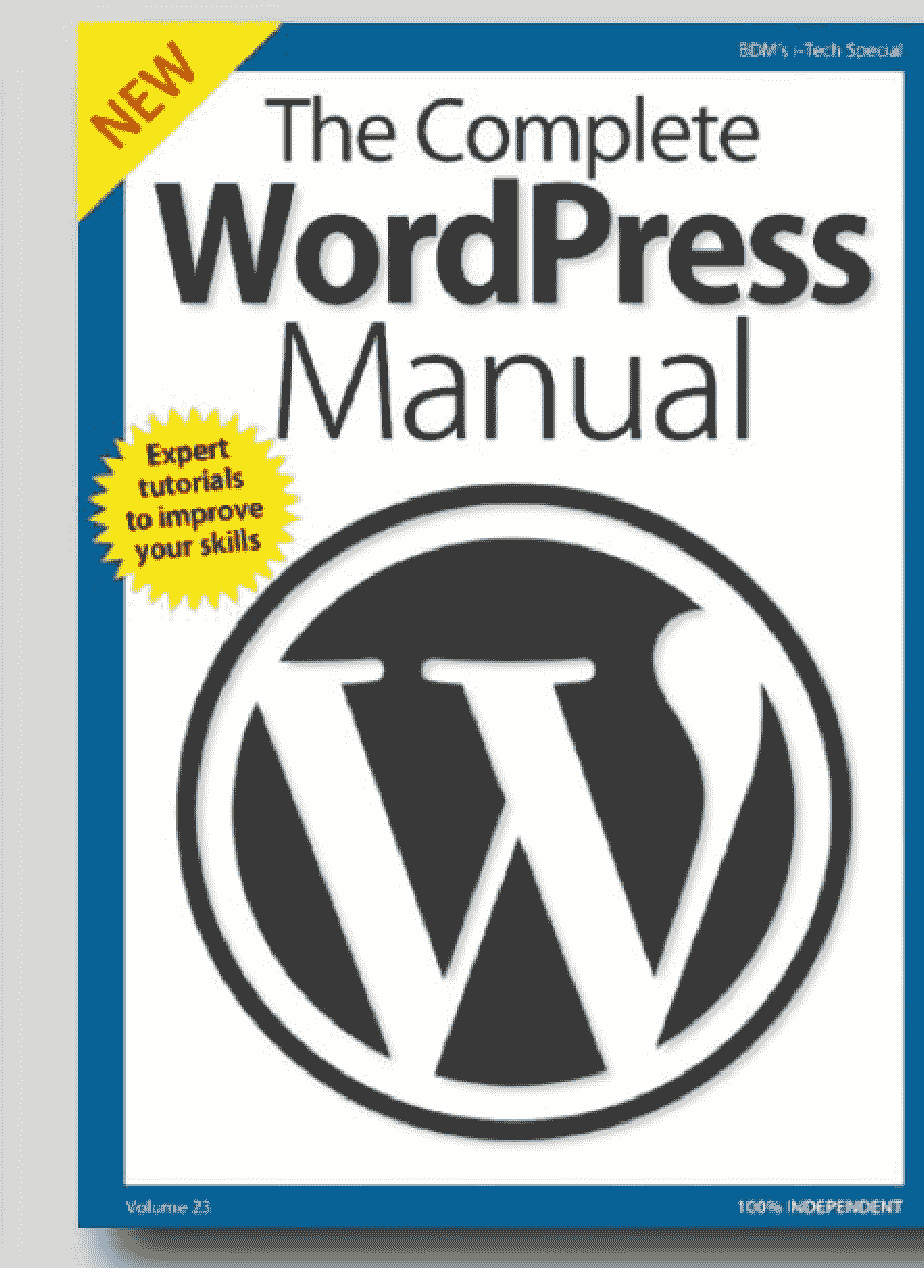 NEW
BDM's i-Tech Special
The Complete
WordPress
Manual
Expert
tutorials
to improve
your skills
W
Volume 23
100% INDEPENDENT